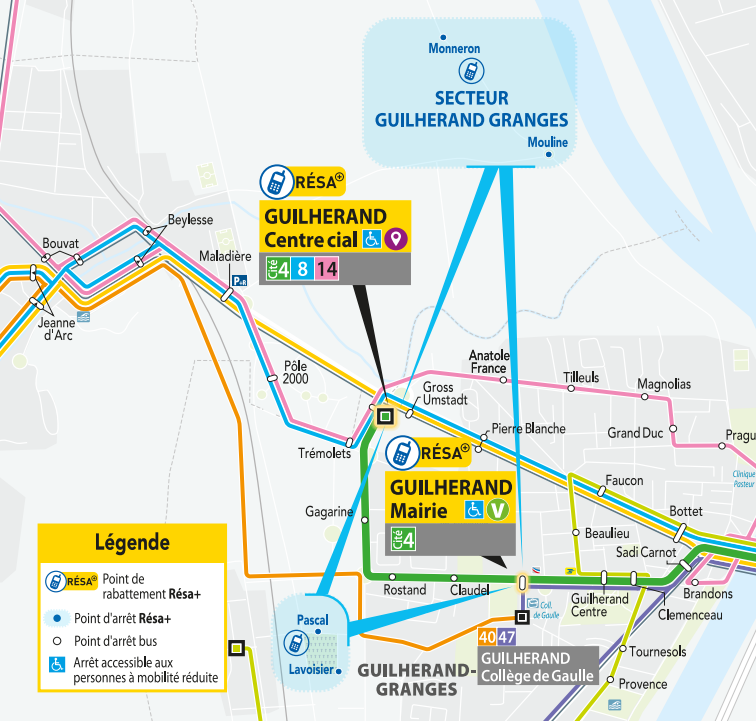 Monneron
SECTEUR
GUILHERAND GRANGES
Mouline
RÉSA+
GUILHERAND
Centre cial
Cité 4 8 14
Beylesse
Bouvat
Maladière
P+R
Jeanne
d'Arc
Pôle
2000
Trémolets
Gross
Umstadt
Anatole
France
Tilleuls
Magnolias
Grand Duc
Pragu
Clinique
Pasteur
Pierre Blanche
RÉSA+
GUILHERAND
Mairie V
Cité 4
Faucon
Bottet
Beaulieu
Sadi Carnot
Gagarine
Rostand
Claudel
Guilherand
Centre
Clemenceau
Brandons
Coll.
de Gaulle
Tournesols
Provence
40 47
GUILHERAND
Collège de Gaulle
GUILHERAND-
GRANGES
Pascal
Lavoisier
Légende
RÉSA+ Point de
rabattement Résa+
Point d'arrêt Résa+
Point d'arrêt bus
Arrêt accessible aux
personnes à mobilité réduite